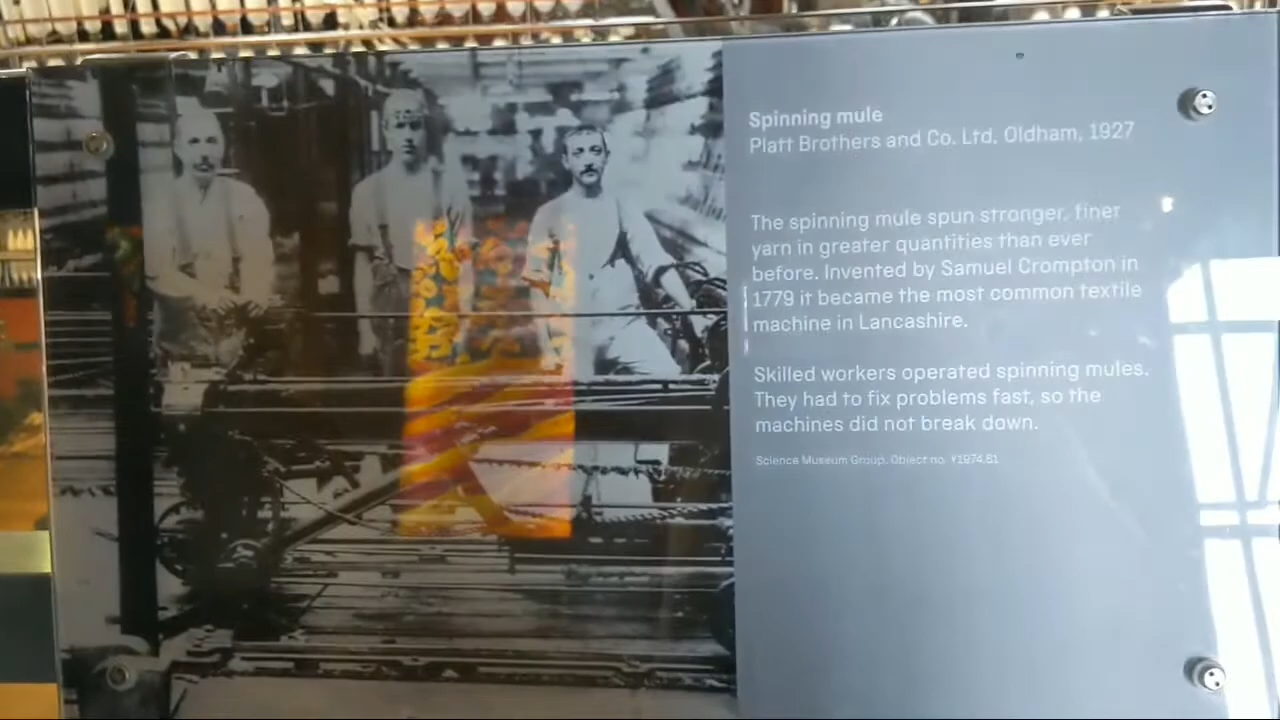 Spinning mule
Platt Brothers and Co. Ltd, Oldham, 1927
The spinning mule spun stronger, finer
yarn in greater quantities than ever
before. Invented by Samuel Crompton in
1779 it became the most common textile
machine in Lancashire.
Skilled workers operated spinning mules.
They had to fix problems fast, so the
machines did not break down.
Science Museum Group. Object no. Y1974.61